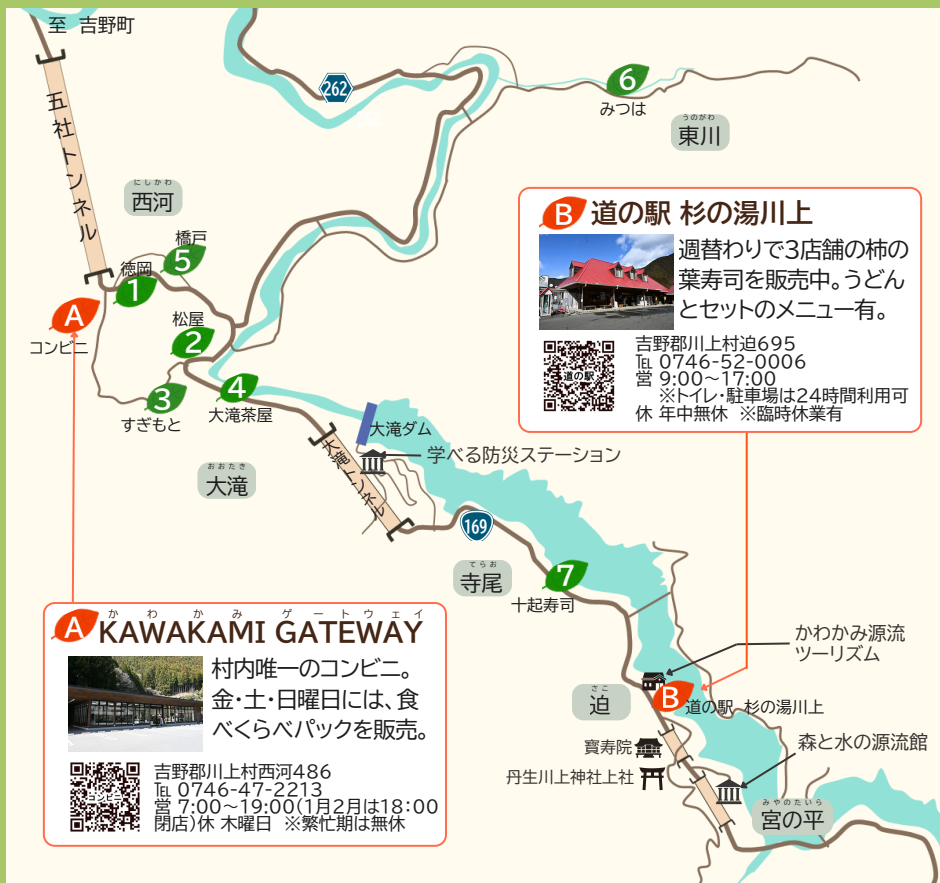 至 吉野町
五社トンネル
262
6
みつは
うのがわ
東川
にしかわ
西河
橋戸
5
徳岡
1
A
コンビニ
松屋
2
3
すぎもと
4
大滝茶屋
おおたき
大滝
大滝ダム
学べる防災ステーション
大滝トンネル
169
てらお
寺尾
7
十起寿司
B 道の駅 杉の湯川上
週替わりで3店舗の柿の
葉寿司を販売中。うどん
とセットのメニュー有。
道の駅
吉野郡川上村迫695
℡ 0746-52-0006
営 9:00～17:00
※トイレ・駐車場は24時間利用可
休 年中無休 ※臨時休業有
かわかみ源流
ツーリズム
さこ
迫
B
道の駅 杉の湯川上
寳寿院
丹生川上神社上社
森と水の源流館
みやのたいら
宮の平
かわかみ ゲートウェイ
A KAWAKAMI GATEWAY
村内唯一のコンビニ。
金・土・日曜日には、食
べくらべパックを販売。
コンビニ
吉野郡川上村西河486
℡ 0746-47-2213
営 7:00～19:00(1月2月は18:00
閉店)休 木曜日 ※繁忙期は無休